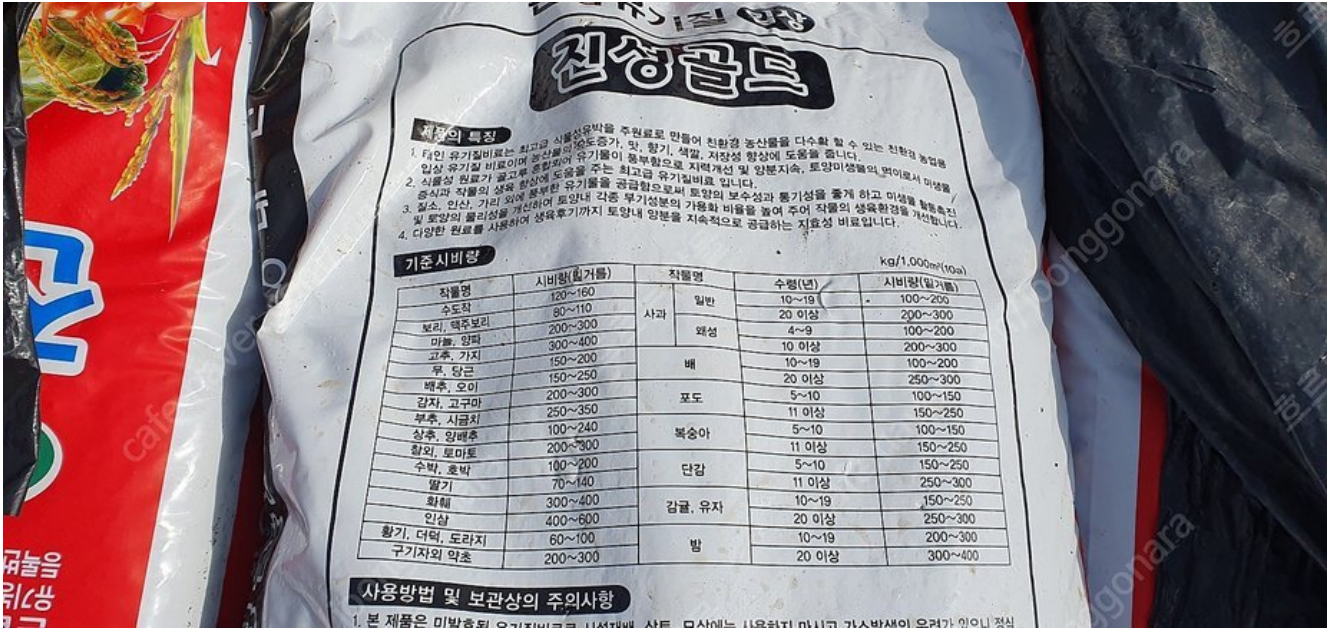 진성골드
제품의 특징
1. 유기질비료는 최고급 식물성유박을 주원료로 만들어 친환경 농산물을 다수확 할 수 있는 친환경 농업용
입상 유기질 비료이며 농산물의 증가, 맛, 향기, 색깔, 저장성 향상에 도움을 줍니다.
2. 식물성 원료가 골고루 혼합되어 유기물이 풍부함으로 지력개선 및 양분지속, 토양미생물의 먹이로서 미생물
증식과 작물의 생육 향상에 도움을 주는 최고급 유기질비료 입니다.
3. 질소, 인산, 가리 외에 풍부한 유기물을 공급함으로써 토양의 보수성과 통기성을 좋게 하고 미생물 활동촉진
및 토양의 물리성을 개선하여 토양내 각종 무기성분의 가용화 비율을 높여 주어 작물의 생육환경을 개선합니다.
4. 다양한 원료를 사용하여 생육후기까지 토양내 양분을 지속적으로 공급하는 지효성 비료입니다.
기준시비량
kg/1,000m²(10a)
작물명 시비량(밑거름) 작물명 수령(년) 시비량(밑거름)
수도작 120~160 사과 일반 10~19 100~200
보리, 맥주보리 80~110 20 이상 200~300
마늘, 양파 200~300 왜성 4~9 100~200
고추, 가지 300~400 10 이상 200~300
무, 당근 150~200 배 10~19 100~200
배추, 오이 150~250 20 이상 250~300
감자, 고구마 200~300 포도 5~10 100~150
부추, 시금치 250~350 11 이상 150~250
상추, 양배추 100~240 복숭아 5~10 100~150
참외, 토마토 200~300 11 이상 150~250
수박, 호박 100~200 단감 5~10 150~250
딸기 70~140 11 이상 250~300
화훼 300~400 감귤, 유자 10~19 150~250
인삼 400~600 20 이상 250~300
황기, 더덕, 도라지 60~100 밤 10~19 200~300
구기자외 약초 200~300 20 이상 300~400
사용방법 및 보관상의 주의사항
1. 본 제품은 미발효된